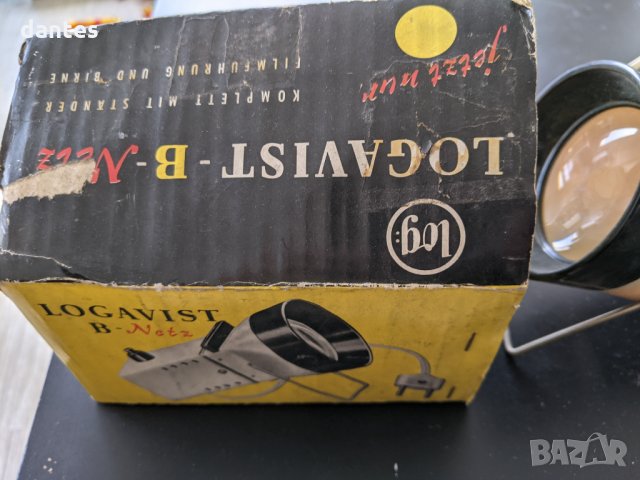 dantes
jetzt nur
KOMPLETT MIT STÄNDER
FILMFÜHRUNG UND BIRNE
LOGAVIST - B - Netz
log:
LOGAVIST
B - Netz
BAZAR